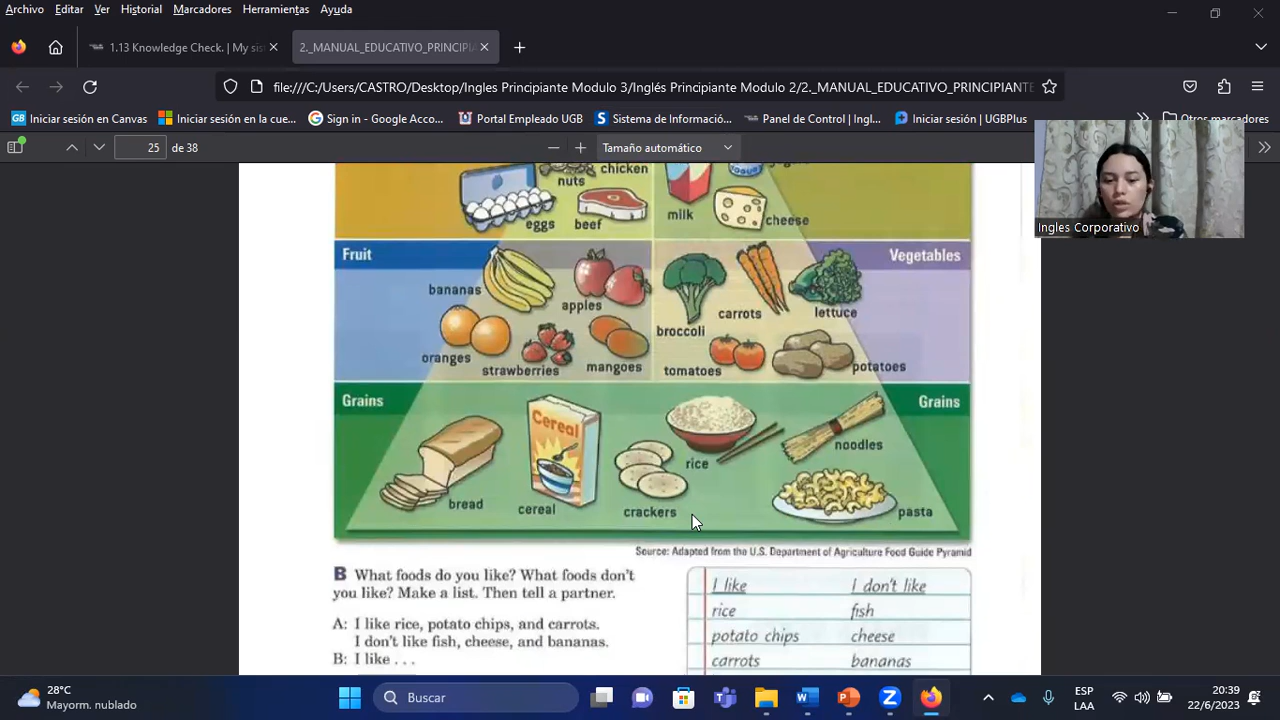 Archivo Editar Ver Historial Marcadores Herramientas Ayuda
1.13 Knowledge Check. | My sis
2._MANUAL_EDUCATIVO_PRINCIPIA
file:///C:/Users/CASTRO/Desktop/Ingles Principiante Modulo 3/Inglés Principiante Modulo 2/2._MANUAL_EDUCATIVO_PRINCIPIANTE
GB Iniciar sesión en Canvas
Iniciar sesión en la cue...
Sign in - Google Acco...
Portal Empleado UGB
S Sistema de Informació...
Panel de Control | Ingl...
Iniciar sesión | UGBPlus
Otros marcadores
25 de 38
Tamaño automático
Ingles Corporativo
nuts
chicken
eggs
beef
milk
cheese
Fruit
Vegetables
bananas
apples
oranges
strawberries
mangoes
broccoli
carrots
lettuce
tomatoes
potatoes
Grains
Grains
bread
Cereal
cereal
crackers
rice
noodles
pasta
Source: Adapted from the U.S. Department of Agriculture Food Guide Pyramid
B What foods do you like? What foods don't
you like? Make a list. Then tell a partner.
A: I like rice, potato chips, and carrots.
I don't like fish, cheese, and bananas.
B: I like . . .
I like I don't like
rice fish
potato chips cheese
carrots bananas
28°C
Mayorm. nublado
Buscar
ESP
LAA
20:39
22/6/2023